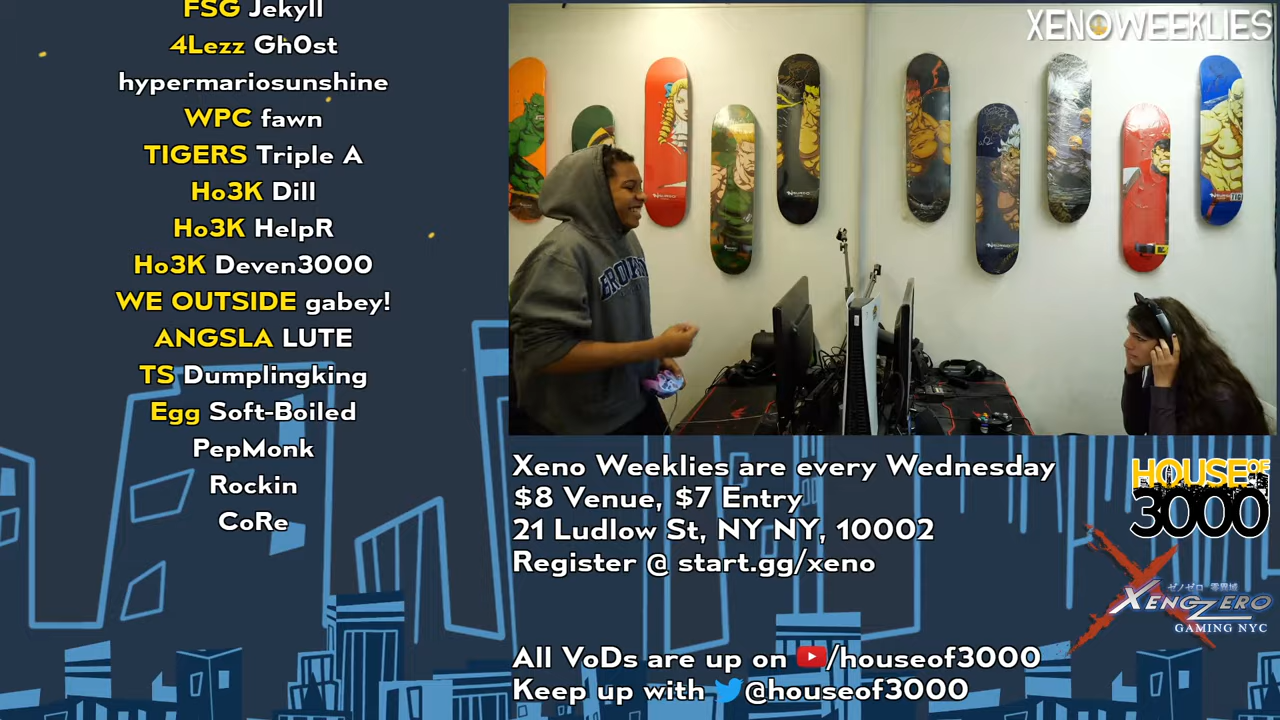 FSG Jekyll
4Lezz Gh0st
hypermariosunshine
WPC fawn
TIGERS Triple A
Ho3K Dill
Ho3K HelpR
Ho3K Deven3000
WE OUTSIDE gabey!
ANGSLA LUTE
TS Dumplingking
Egg Soft-Boiled
PepMonk
Rockin
CoRe
XENOWEEKLIES
Xeno Weeklies are every Wednesday
$8 Venue, $7 Entry
21 Ludlow St, NY NY, 10002
Register @ start.gg/xeno
All VoDs are up on /houseof3000
Keep up with @houseof3000
HOUSE OF
3000
XENOZERO
GAMING NYC